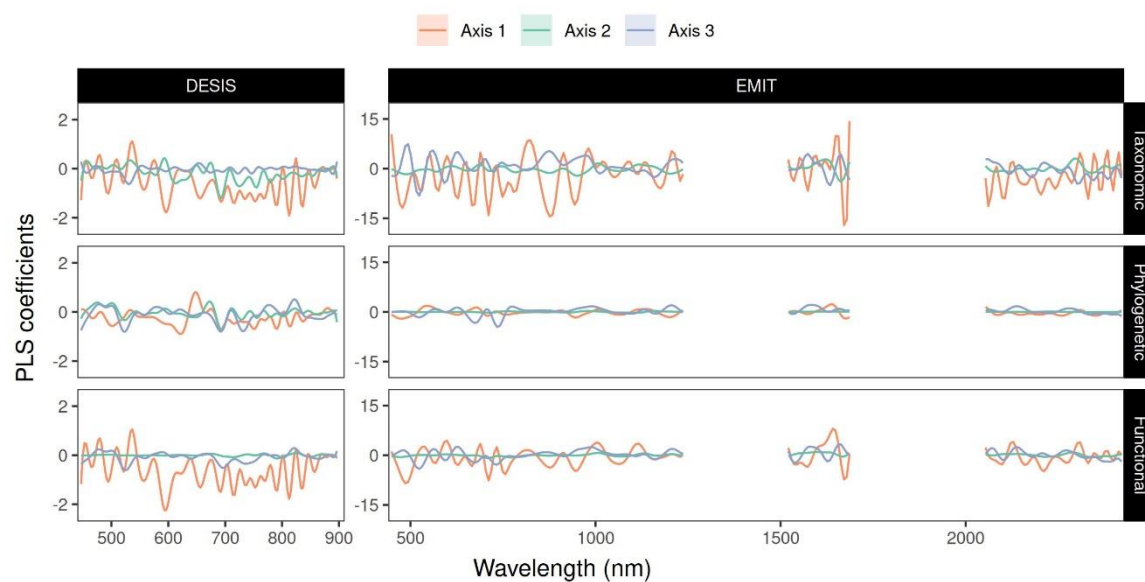 Axis 1 Axis 2 Axis 3
DESIS EMIT
2 0 -2 15 0 -15 Taxonomic
2 0 -2 15 0 -15 Phylogenetic
2 0 -2 15 0 -15 Functional
PLS coefficients
500 600 700 800 900 500 1000 1500 2000
Wavelength (nm)